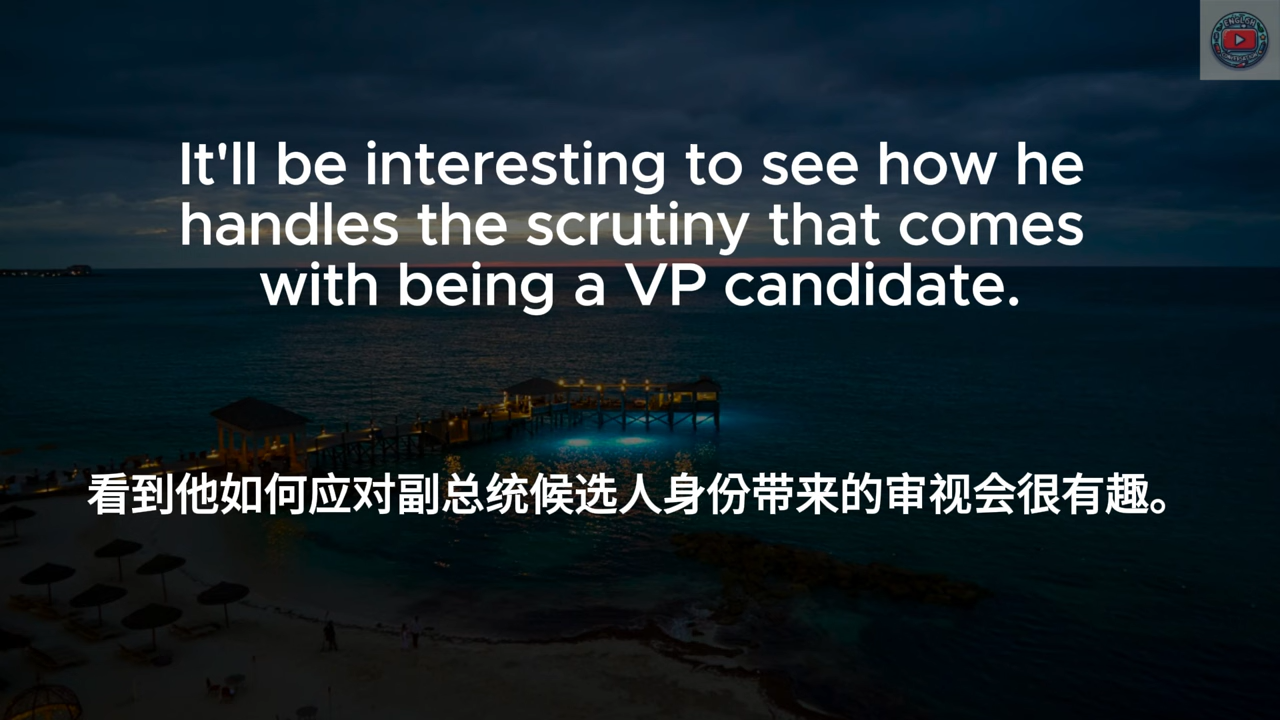 It'll be interesting to see how he
handles the scrutiny that comes
with being a VP candidate.
看到他如何应对副总统候选人身份带来的审视会很有趣。